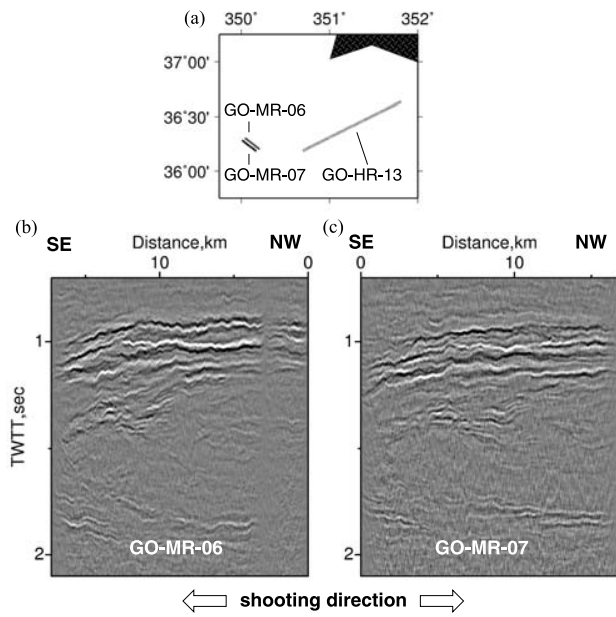 (a)
350˚ 351˚ 352˚
37˚00'
36˚30'
36˚00'
GO-MR-06
GO-MR-07
GO-HR-13
(b) (c)
SE Distance,km NW SE Distance,km NW
10 0 0 10
1 1
TWTT,sec
2 2
GO-MR-06 GO-MR-07
shooting direction